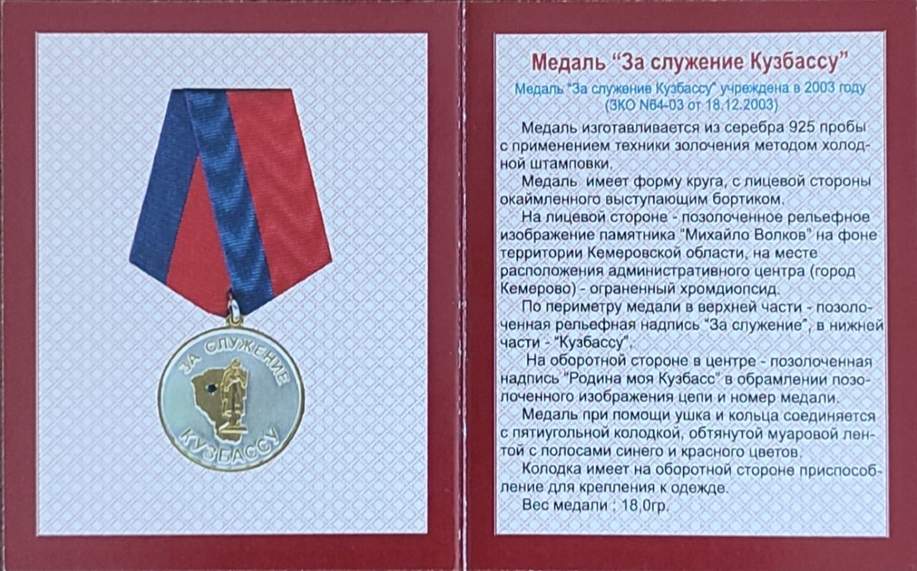 ЗА СЛУЖЕНИЕ
КУЗБАССУ
Медаль “За служение Кузбассу”
Медаль “За служение Кузбассу” учреждена в 2003 году
(ЗКО N64-03 от 18.12.2003)
Медаль изготавливается из серебра 925 пробы
с применением техники золочения методом холод-
ной штамповки.
Медаль имеет форму круга, с лицевой стороны
окаймленного выступающим бортиком.
На лицевой стороне - позолоченное рельефное
изображение памятника “Михайло Волков” на фоне
территории Кемеровской области, на месте
расположения административного центра (город
Кемерово) - ограненный хромдиопсид.
По периметру медали в верхней части - позоло-
ченная рельефная надпись “За служение”, в нижней
части - “Кузбассу”.
На оборотной стороне в центре - позолоченная
надпись “Родина моя Кузбасс” в обрамлении позо-
лоченного изображения цепи и номер медали.
Медаль при помощи ушка и кольца соединяется
с пятиугольной колодкой, обтянутой муаровой лен-
той с полосами синего и красного цветов.
Колодка имеет на оборотной стороне приспособ-
ление для крепления к одежде.
Вес медали : 18,0гр.